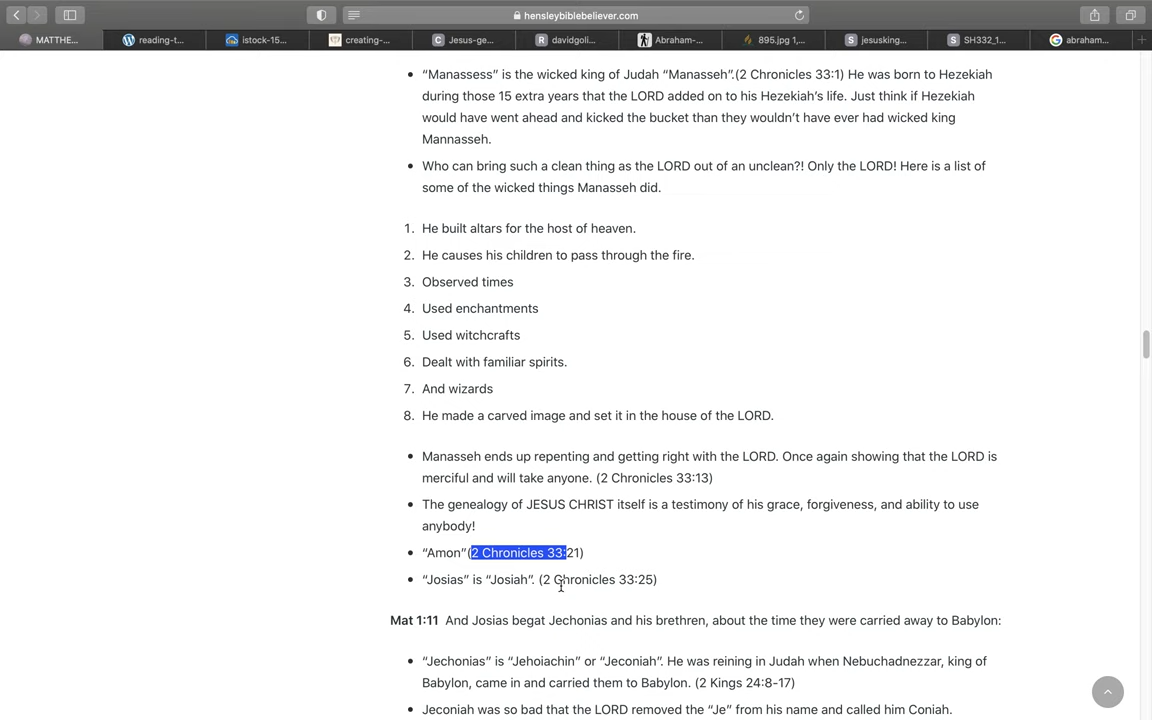 hensleybiblebeliever.com
MATTHE... reading-t... istock-15... creating-... Jesus-ge... davidgoli... Abraham-... 895.jpg 1,... jesusking... SH332_1... abraham...
• “Manassess” is the wicked king of Judah “Manasseh”.(2 Chronicles 33:1) He was born to Hezekiah
during those 15 extra years that the LORD added on to his Hezekiah’s life. Just think if Hezekiah
would have went ahead and kicked the bucket than they wouldn’t have ever had wicked king
Mannasseh.
• Who can bring such a clean thing as the LORD out of an unclean?! Only the LORD! Here is a list of
some of the wicked things Manasseh did.
1. He built altars for the host of heaven.
2. He causes his children to pass through the fire.
3. Observed times
4. Used enchantments
5. Used witchcrafts
6. Dealt with familiar spirits.
7. And wizards
8. He made a carved image and set it in the house of the LORD.
• Manasseh ends up repenting and getting right with the LORD. Once again showing that the LORD is
merciful and will take anyone. (2 Chronicles 33:13)
• The genealogy of JESUS CHRIST itself is a testimony of his grace, forgiveness, and ability to use
anybody!
• “Amon”(2 Chronicles 33:21)
• “Josias” is “Josiah”. (2 Chronicles 33:25)
Mat 1:11 And Josias begat Jechonias and his brethren, about the time they were carried away to Babylon:
• “Jechonias” is “Jehoiachin” or “Jeconiah”. He was reining in Judah when Nebuchadnezzar, king of
Babylon, came in and carried them to Babylon. (2 Kings 24:8-17)
• Jeconiah was so bad that the LORD removed the “Je” from his name and called him Coniah.